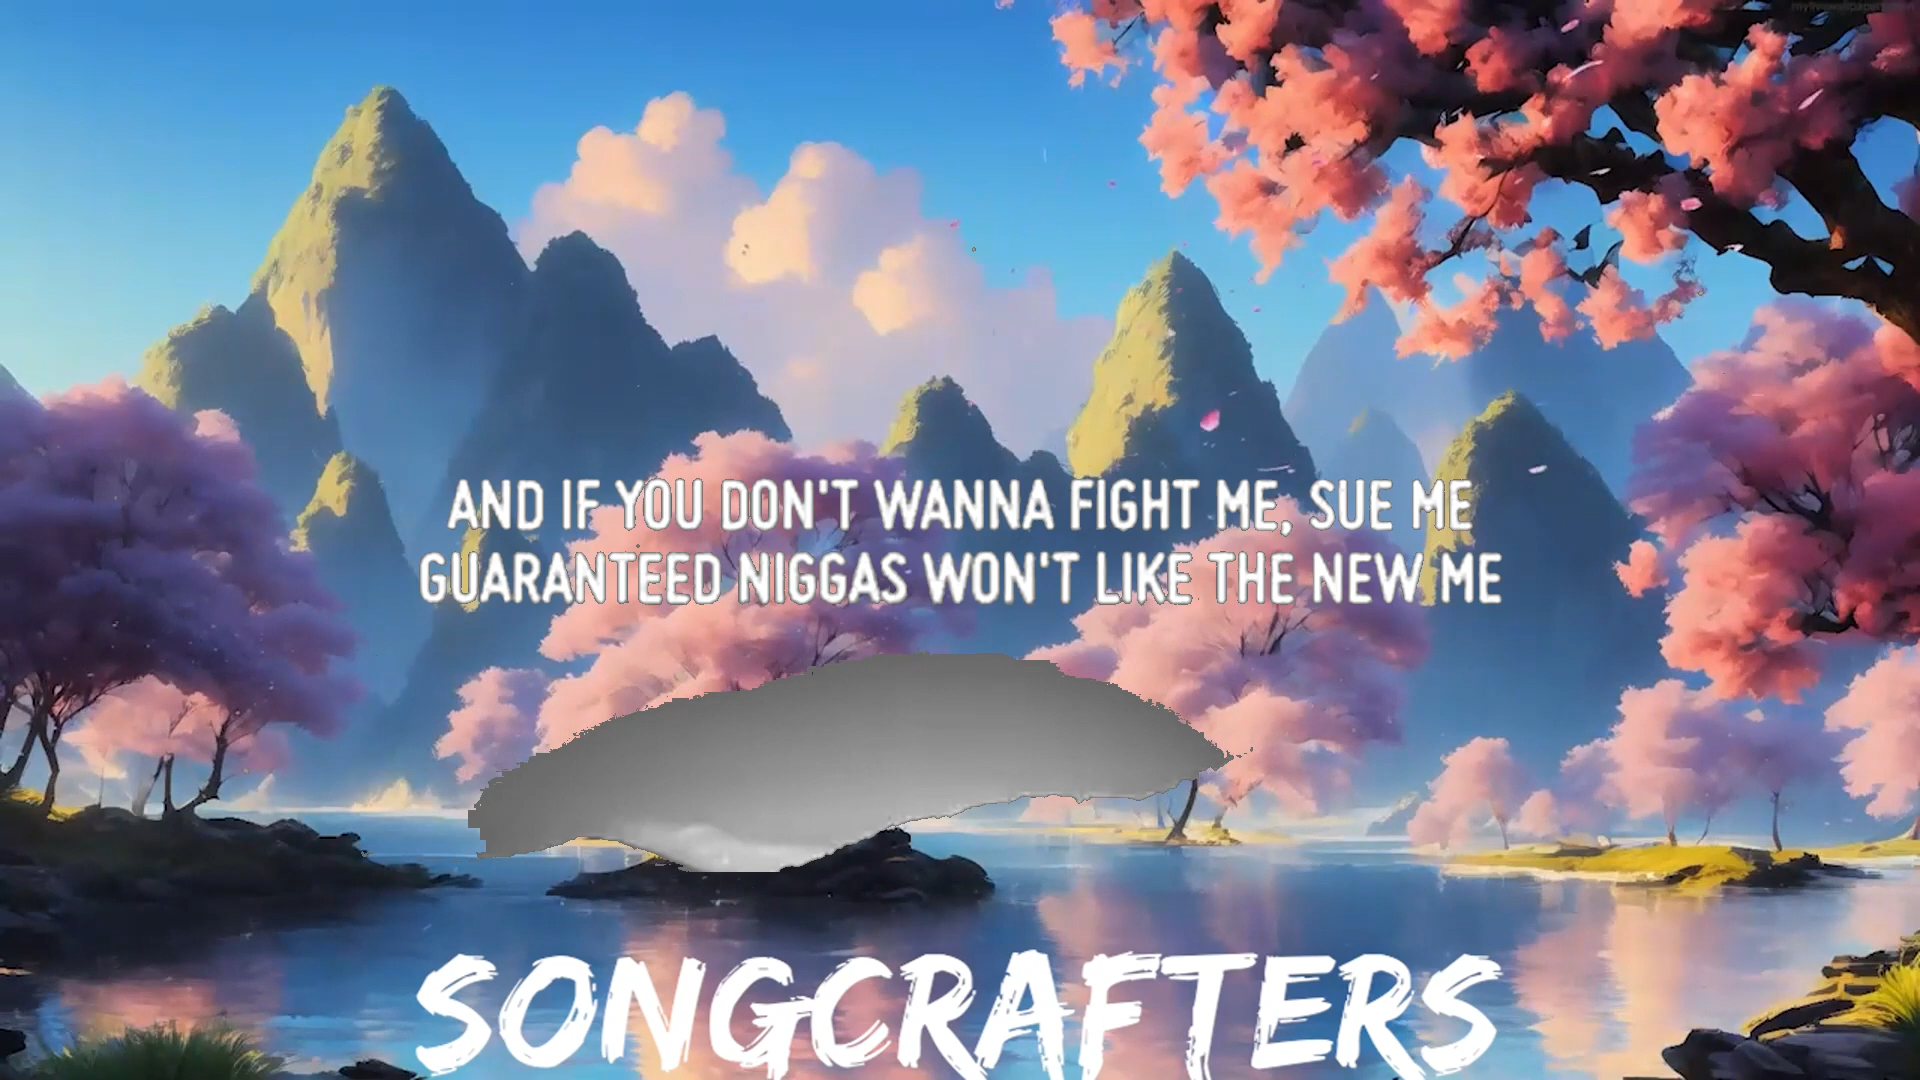 AND IF YOU DON'T WANNA FIGHT ME, SUE ME
GUARANTEED NIGGAS WON'T LIKE THE NEW ME
SONGCRAFTERS